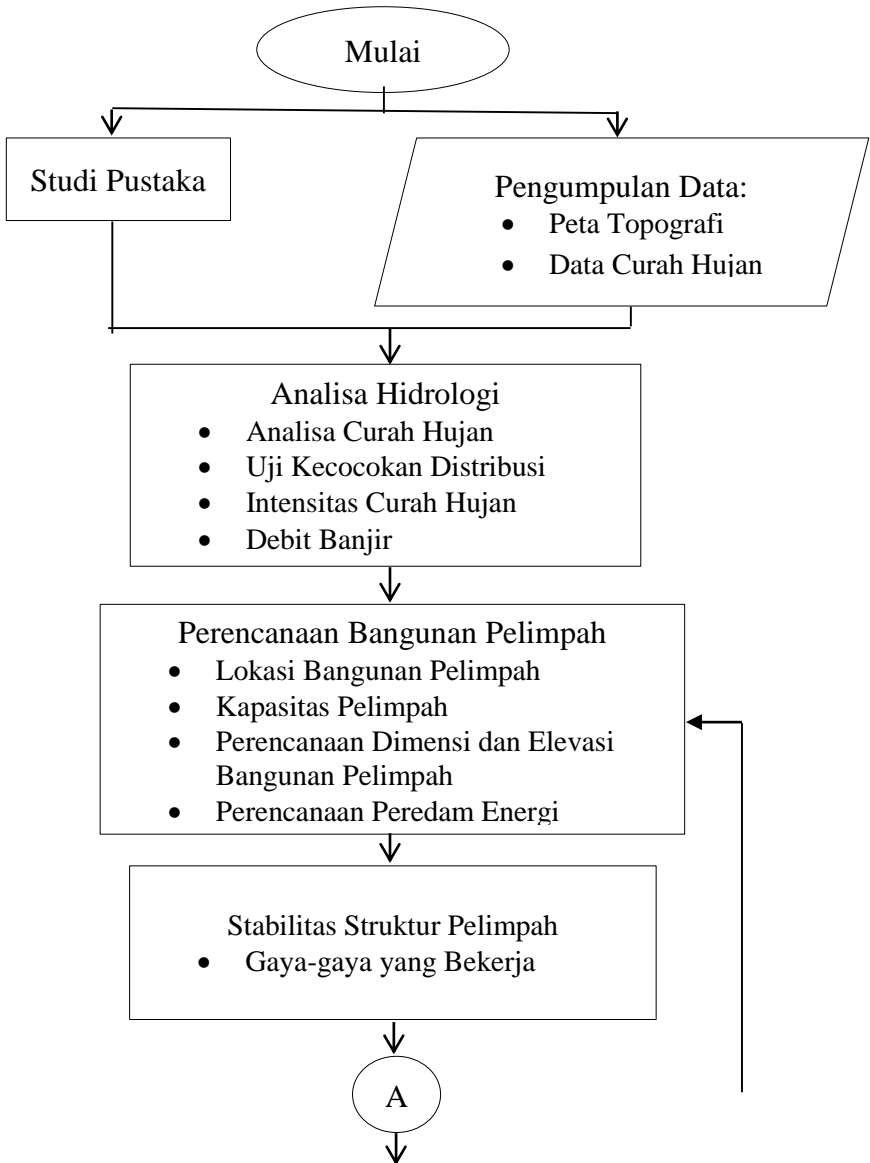 Mulai
Studi Pustaka
Pengumpulan Data:
• Peta Topografi
• Data Curah Hujan
Analisa Hidrologi
• Analisa Curah Hujan
• Uji Kecocokan Distribusi
• Intensitas Curah Hujan
• Debit Banjir
Perencanaan Bangunan Pelimpah
• Lokasi Bangunan Pelimpah
• Kapasitas Pelimpah
• Perencanaan Dimensi dan Elevasi
Bangunan Pelimpah
• Perencanaan Peredam Energi
Stabilitas Struktur Pelimpah
• Gaya-gaya yang Bekerja
A